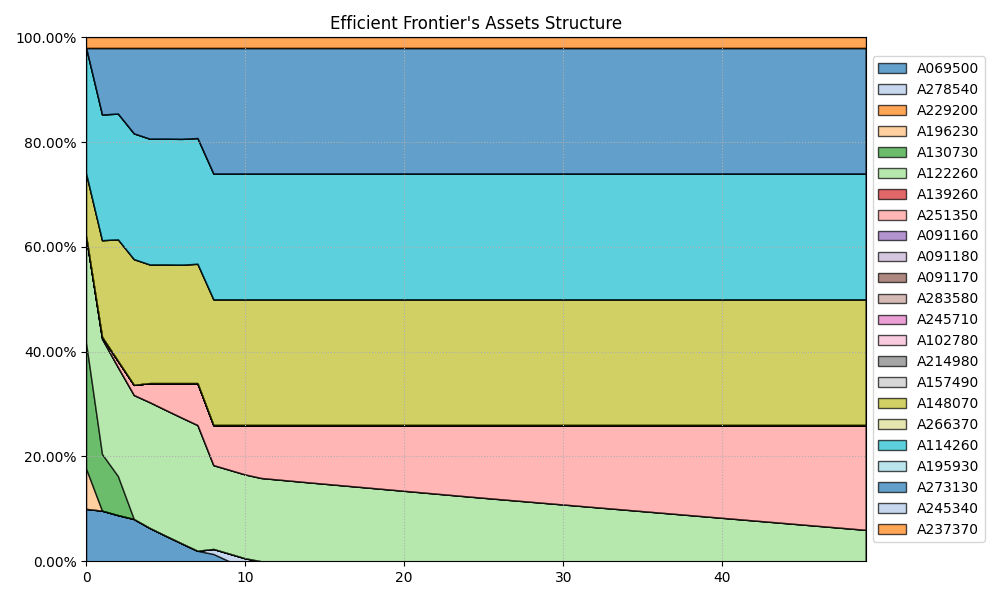 Efficient Frontier's Assets Structure
100.00%
80.00%
60.00%
40.00%
20.00%
0.00%
0
10
20
30
40
A069500
A278540
A229200
A196230
A130730
A122260
A139260
A251350
A091160
A091180
A091170
A283580
A245710
A102780
A214980
A157490
A148070
A266370
A114260
A195930
A273130
A245340
A237370